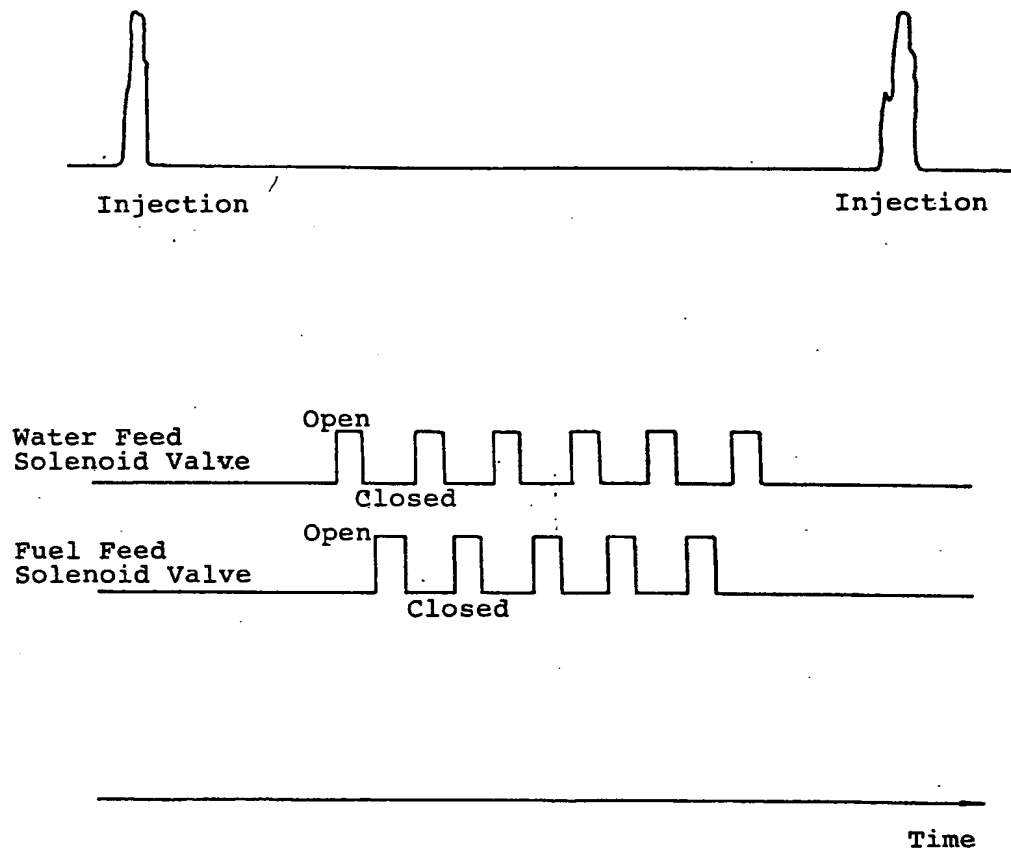 Injection
Injection
Open
Water Feed
Solenoid Valve
Closed
Open
Fuel Feed
Solenoid Valve
Closed
Time